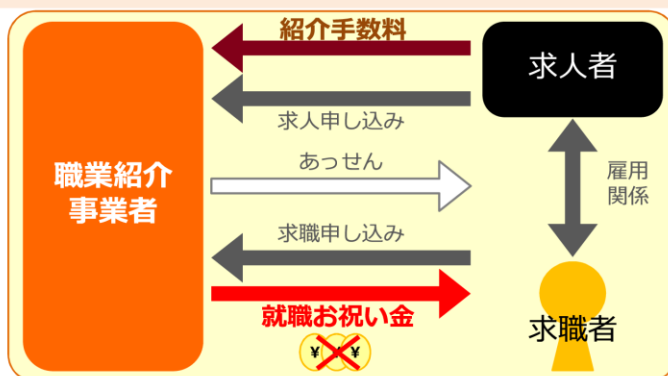 紹介手数料
求人者
求人申し込み
あっせん
職業紹介
事業者
雇用
関係
求職申し込み
就職お祝い金
求職者
¥ ¥